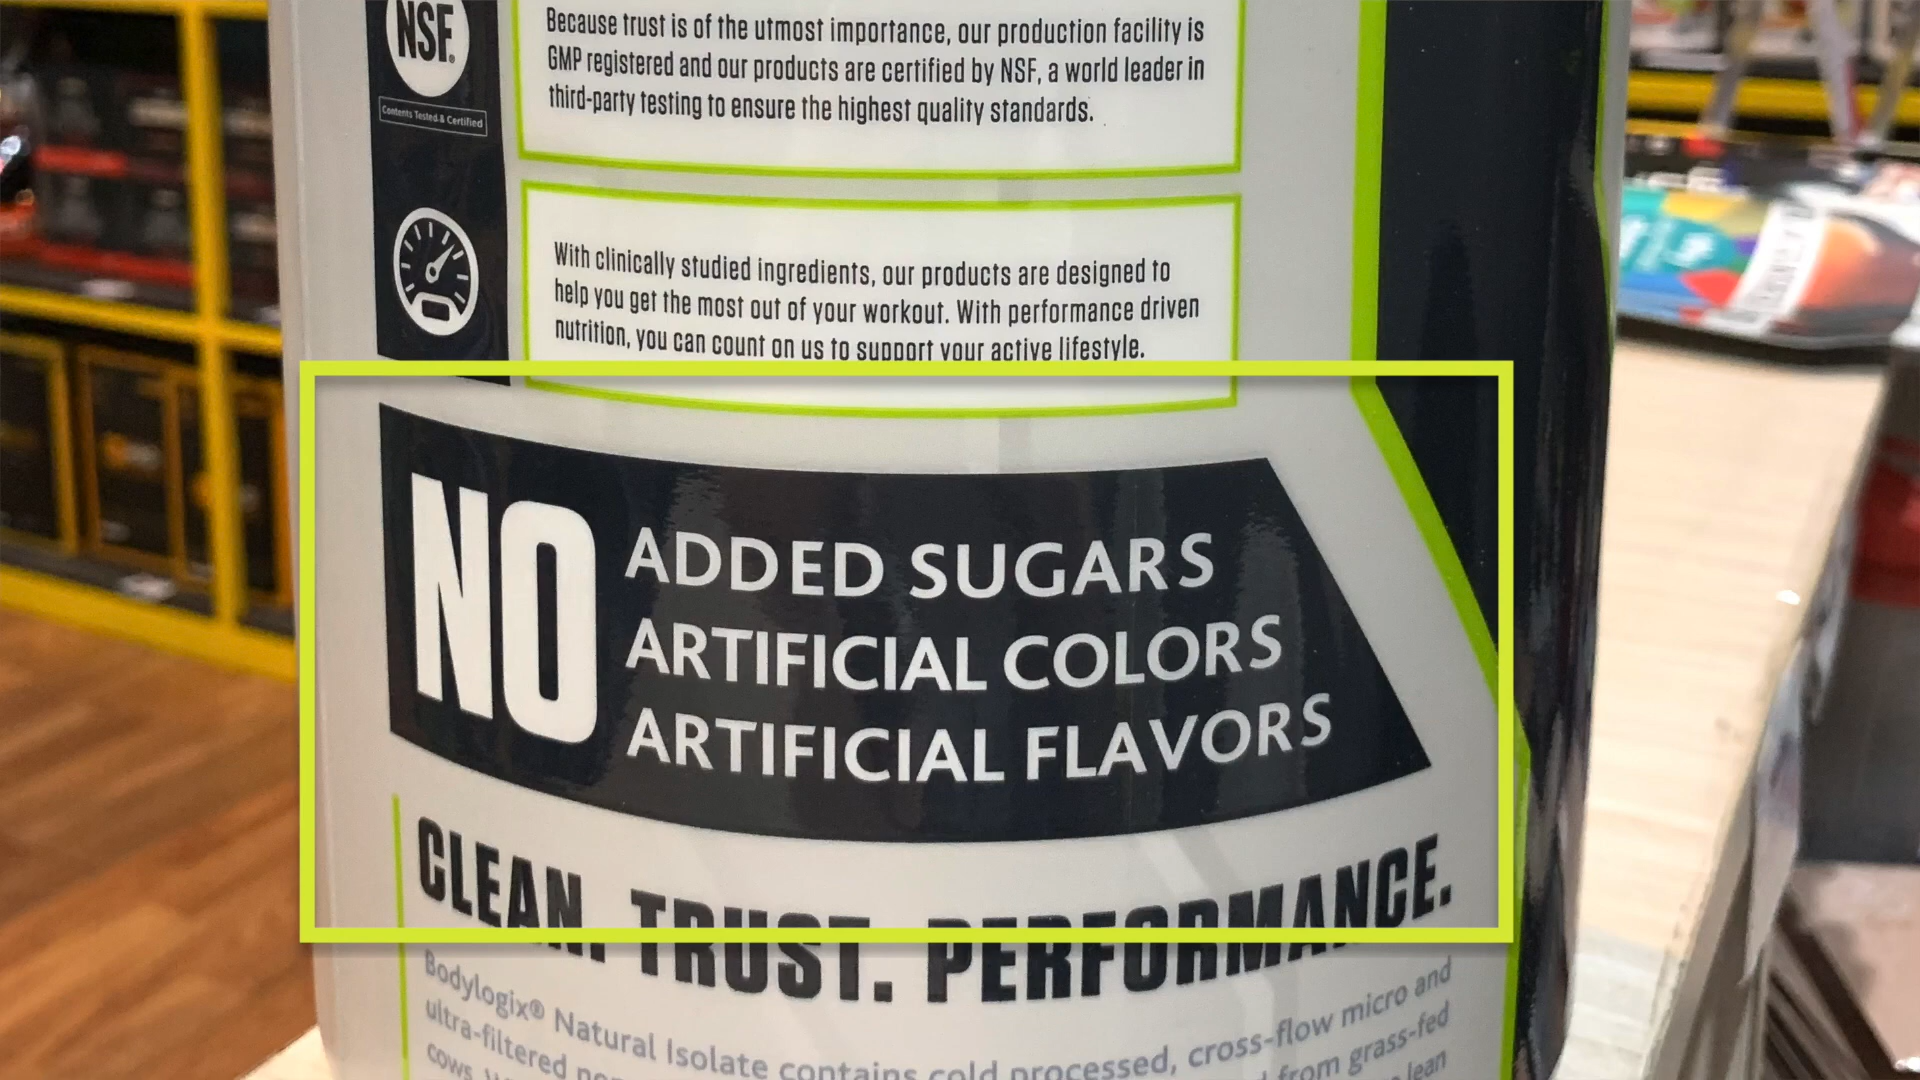 NSF.
Contents Tested & Certified
Because trust is of the utmost importance, our production facility is
GMP registered and our products are certified by NSF, a world leader in
third-party testing to ensure the highest quality standards.
With clinically studied ingredients, our products are designed to
help you get the most out of your workout. With performance driven
nutrition, you can count on us to support your active lifestyle.
NO
ADDED SUGARS
ARTIFICIAL COLORS
ARTIFICIAL FLAVORS
CLEAN. TRUST. PERFORMANCE.
Bodylogix® Natural Isolate contains cold processed, cross-flow micro and
ultra-filtered from grass-fed
cows lean